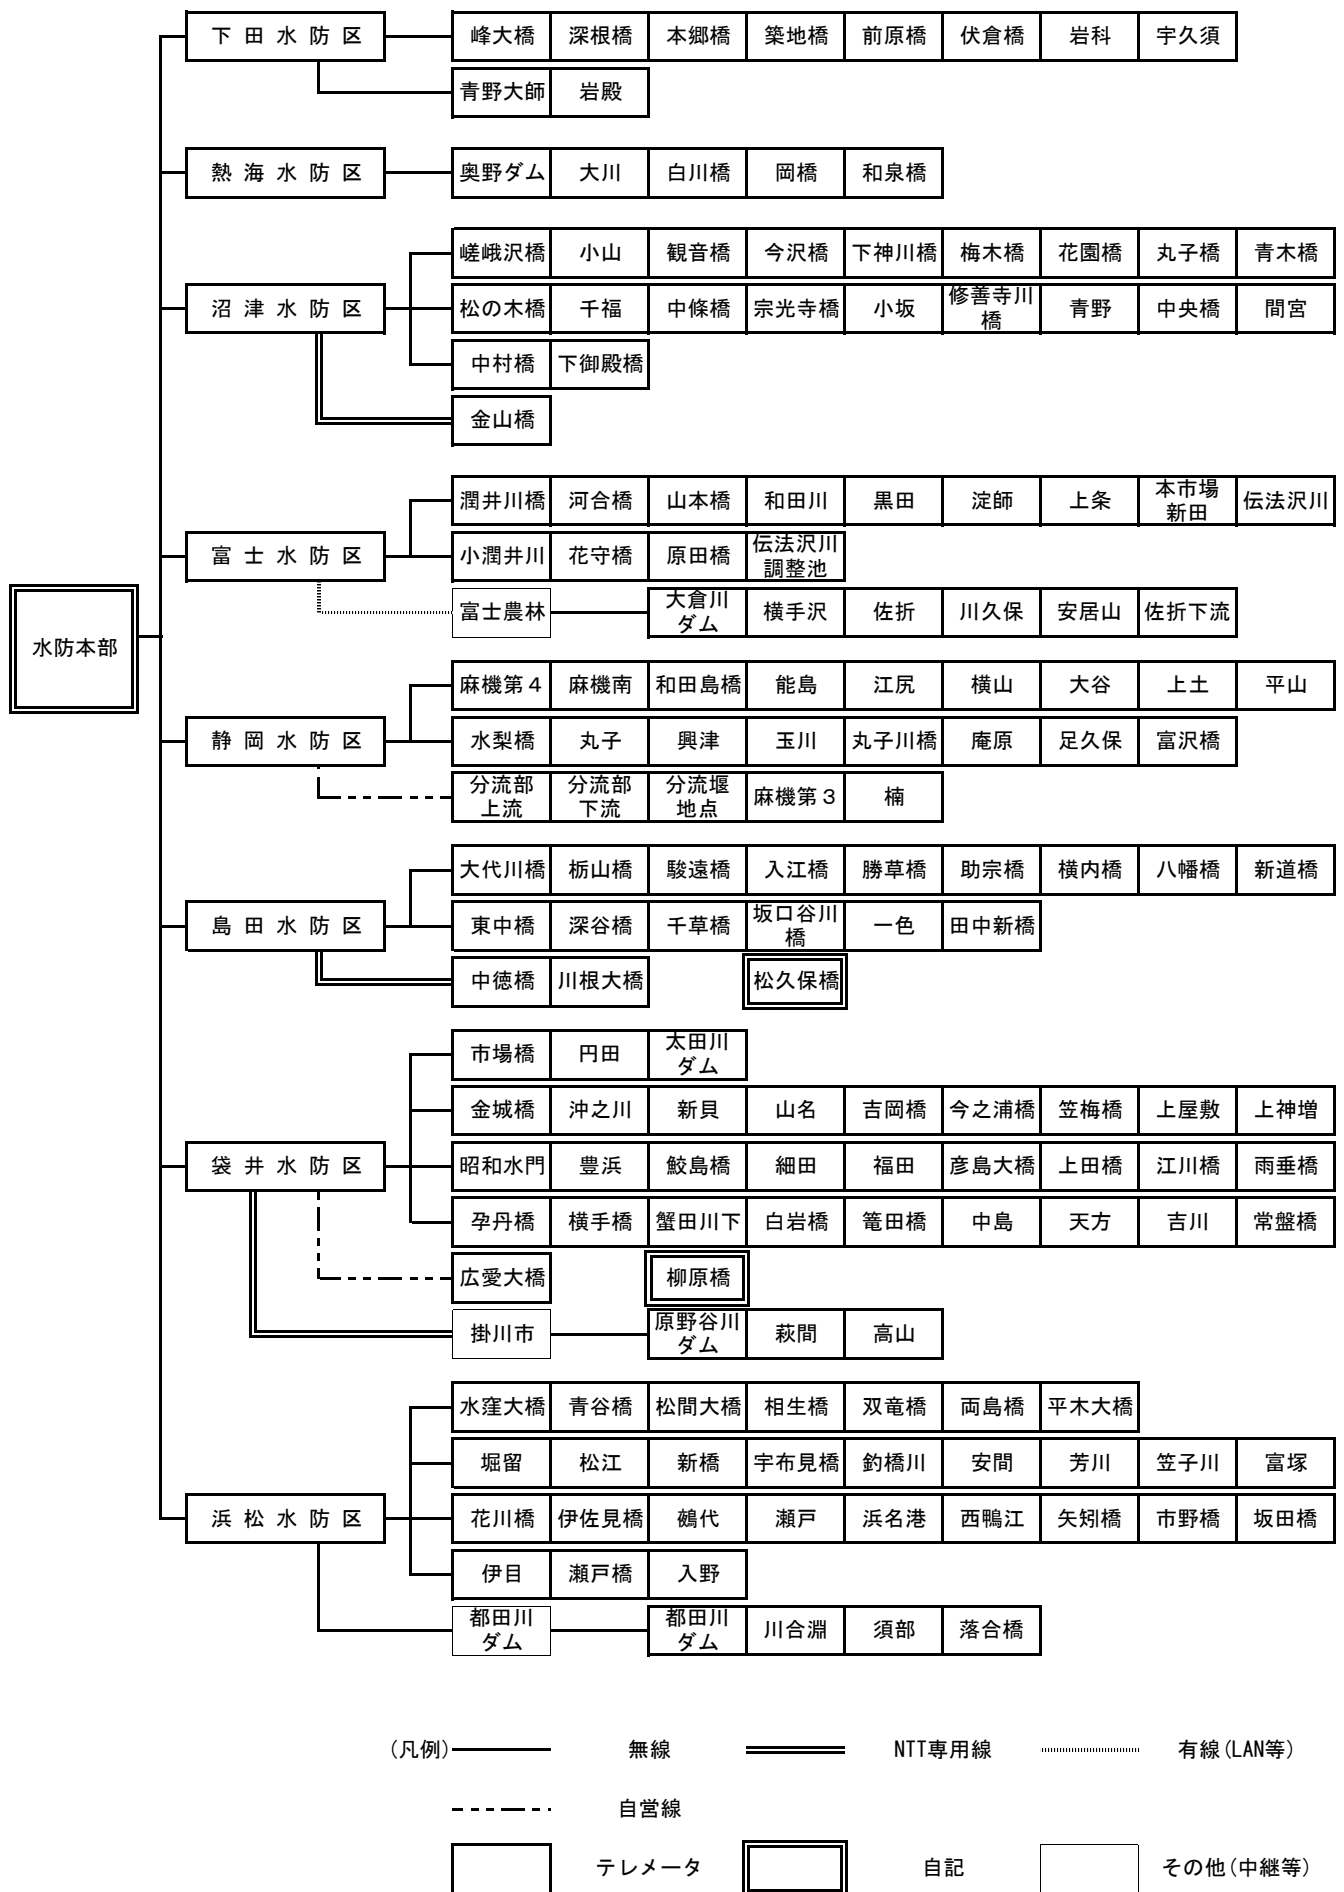 下田水防区 峰大橋 深根橋 本郷橋 築地橋 前原橋 伏倉橋 岩科 宇久須
青野大師 岩殿
熱海水防区 奥野ダム 大川 白川橋 岡橋 和泉橋
嵯峨沢橋 小山 観音橋 今沢橋 下神川橋 梅木橋 花園橋 丸子橋 青木橋
沼津水防区 松の木橋 千福 中條橋 宗光寺橋 小坂 修善寺川橋 青野 中央橋 間宮
中村橋 下御殿橋
金山橋
潤井川橋 河合橋 山本橋 和田川 黒田 淀師 上条 本市場新田 伝法沢川
富士水防区 小潤井川 花守橋 原田橋 伝法沢川調整池
富士農林 大倉川ダム 横手沢 佐折 川久保 安居山 佐折下流
水防本部
麻機第4 麻機南 和田島橋 能島 江尻 横山 大谷 上土 平山
静岡水防区 水梨橋 丸子 興津 玉川 丸子川橋 庵原 足久保 富沢橋
分流部上流 分流部下流 分流堰地点 麻機第3 楠
大代川橋 栃山橋 駿遠橋 入江橋 勝草橋 助宗橋 横内橋 八幡橋 新道橋
島田水防区 東中橋 深谷橋 千草橋 坂口谷川橋 一色 田中新橋
中徳橋 川根大橋 松久保橋
市場橋 円田 太田川ダム
金城橋 沖之川 新貝 山名 吉岡橋 今之浦橋 笠梅橋 上屋敷 上神増
袋井水防区 昭和水門 豊浜 鮫島橋 細田 福田 彦島大橋 上田橋 江川橋 雨垂橋
孕丹橋 横手橋 蟹田川下 白岩橋 篭田橋 中島 天方 吉川 常盤橋
広愛大橋 柳原橋
掛川市 原野谷川ダム 萩間 高山
水窪大橋 青谷橋 松間大橋 相生橋 双竜橋 両島橋 平木大橋
堀留 松江 新橋 宇布見橋 釣橋川 安間 芳川 笠子川 富塚
浜松水防区 花川橋 伊佐見橋 鵺代 瀬戸 浜名港 西鴨江 矢矧橋 市野橋 坂田橋
伊目 瀬戸橋 入野
都田川ダム 都田川ダム 川合淵 須部 落合橋
(凡例) 無線 NTT専用線 有線(LAN等)
自営線
テレメータ 自記 その他(中継等)